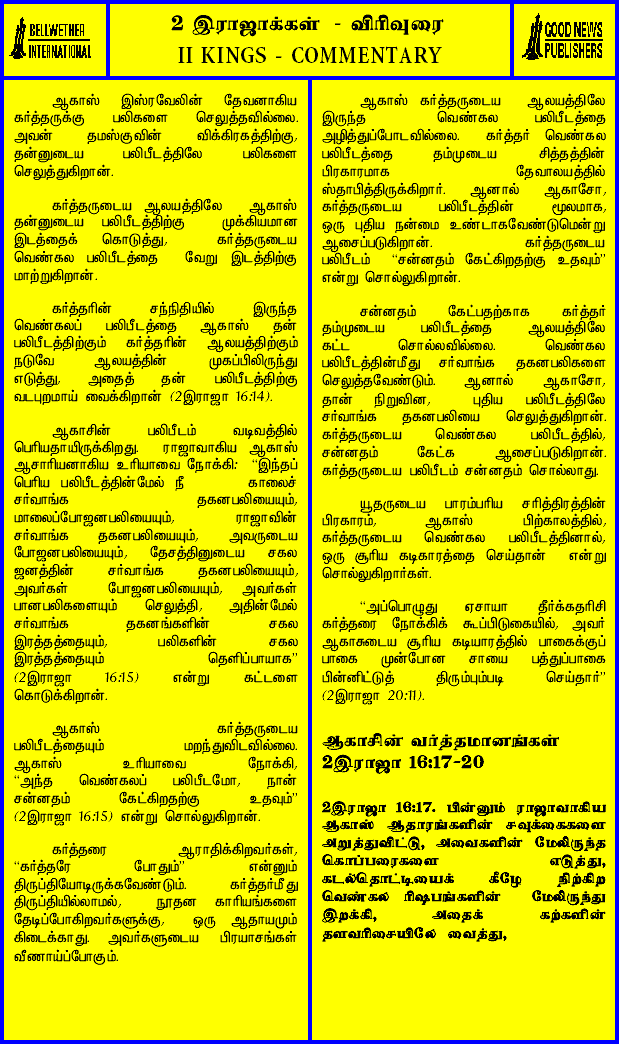 BELLWETHER
INTERNATIONAL
2 இராஜாக்கள் - விரிவுரை
II KINGS - COMMENTARY
GOOD NEWS
PUBLISHERS
ஆகாஸ் இஸ்ரவேலின் தேவனாகிய
கர்த்தருக்கு பலிகளை செலுத்தவில்லை.
அவன் தமஸ்குவின் விக்கிரகத்திற்கு,
தன்னுடைய பலிபீடத்திலே பலிகளை
செலுத்துகிறான்.
கர்த்தருடைய ஆலயத்திலே ஆகாஸ்
தன்னுடைய பலிபீடத்திற்கு முக்கியமான
இடத்தைக் கொடுத்து, கர்த்தருடைய
வெண்கல பலிபீடத்தை வேறு இடத்திற்கு
மாற்றுகிறான்.
கர்த்தரின் சந்நிதியில் இருந்த
வெண்கலப் பலிபீடத்தை ஆகாஸ் தன்
பலிபீடத்திற்கும் கர்த்தரின் ஆலயத்திற்கும்
நடுவே ஆலயத்தின் முகப்பிலிருந்து
எடுத்து, அதைத் தன் பலிபீடத்திற்கு
வடபுறமாய் வைக்கிறான் (2இராஜா 16:14).
ஆகாசின் பலிபீடம் வடிவத்தில்
பெரியதாயிருக்கிறது. ராஜாவாகிய ஆகாஸ்
ஆசாரியனாகிய உரியாவை நோக்கி: “இந்தப்
பெரிய பலிபீடத்தின்மேல் நீ காலைச்
சர்வாங்க தகனபலியையும்,
மாலைப்போஜனபலியையும், ராஜாவின்
சர்வாங்க தகனபலியையும், அவருடைய
போஜனபலியையும், தேசத்தினுடைய சகல
ஜனத்தின் சர்வாங்க தகனபலியையும்,
அவர்கள் போஜனபலியையும், அவர்கள்
பானபலிகளையும் செலுத்தி, அதின்மேல்
சர்வாங்க தகனங்களின் சகல
இரத்தத்தையும், பலிகளின் சகல
இரத்தத்தையும் தெளிப்பாயாக”
(2இராஜா 16:15) என்று கட்டளை
கொடுக்கிறான்.
ஆகாஸ் கர்த்தருடைய
பலிபீடத்தையும் மறந்துவிடவில்லை.
ஆகாஸ் உரியாவை நோக்கி,
“அந்த வெண்கலப் பலிபீடமோ, நான்
சன்னதம் கேட்கிறதற்கு உதவும்”
(2இராஜா 16:15) என்று சொல்லுகிறான்.
கர்த்தரை ஆராதிக்கிறவர்கள்,
“கர்த்தரே போதும்” என்னும்
திருப்தியோடிருக்கவேண்டும். கர்த்தர்மீது
திருப்தியில்லாமல், நூதன காரியங்களை
தேடிப்போகிறவர்களுக்கு, ஒரு ஆதாயமும்
கிடைக்காது. அவர்களுடைய பிரயாசங்கள்
வீணாய்ப்போகும்.
ஆகாஸ் கர்த்தருடைய ஆலயத்திலே
இருந்த வெண்கல பலிபீடத்தை
அழித்துப்போடவில்லை. கர்த்தர் வெண்கல
பலிபீடத்தை தம்முடைய சித்தத்தின்
பிரகாரமாக தேவாலயத்தில்
ஸ்தாபித்திருக்கிறார். ஆனால் ஆகாசோ,
கர்த்தருடைய பலிபீடத்தின் மூலமாக,
ஒரு புதிய நன்மை உண்டாகவேண்டுமென்று
ஆசைப்படுகிறான். கர்த்தருடைய
பலிபீடம் “சன்னதம் கேட்கிறதற்கு உதவும்”
என்று சொல்லுகிறான்.
சன்னதம் கேட்பதற்காக கர்த்தர்
தம்முடைய பலிபீடத்தை ஆலயத்திலே
கட்ட சொல்லவில்லை. வெண்கல
பலிபீடத்தின்மீது சர்வாங்க தகனபலிகளை
செலுத்தவேண்டும். ஆனால் ஆகாசோ,
தான் நிறுவின, புதிய பலிபீடத்திலே
சர்வாங்க தகனபலியை செலுத்துகிறான்.
கர்த்தருடைய வெண்கல பலிபீடத்தில்,
சன்னதம் கேட்க ஆசைப்படுகிறான்.
கர்த்தருடைய பலிபீடம் சன்னதம் சொல்லாது.
யூதருடைய பாரம்பரிய சரித்திரத்தின்
பிரகாரம், ஆகாஸ் பிற்காலத்தில்,
கர்த்தருடைய வெண்கல பலிபீடத்தினால்,
ஒரு சூரிய கடிகாரத்தை செய்தான் என்று
சொல்லுகிறார்கள்.
“அப்பொழுது ஏசாயா தீர்க்கதரிசி
கர்த்தரை நோக்கிக் கூப்பிடுகையில், அவர்
ஆகாசுடைய சூரிய கடியாரத்தில் பாகைக்குப்
பாகை முன்போன சாயை பத்துப்பாகை
பின்னிட்டுத் திரும்பும்படி செய்தார்”
(2இராஜா 20:11).
ஆகாசின் வர்த்தமானங்கள்
2இராஜா 16:17-20
2இராஜா 16:17. பின்னும் ராஜாவாகிய
ஆகாஸ் ஆதாரங்களின் சவுக்கைகளை
அறுத்துவிட்டு, அவைகளின் மேலிருந்த
கொப்பரைகளை எடுத்து,
கடல்தொட்டியைக் கீழே நிற்கிற
வெண்கல ரிஷபங்களின் மேலிருந்து
இறக்கி, அதைக் கற்களின்
தளவரிசையிலே வைத்து,